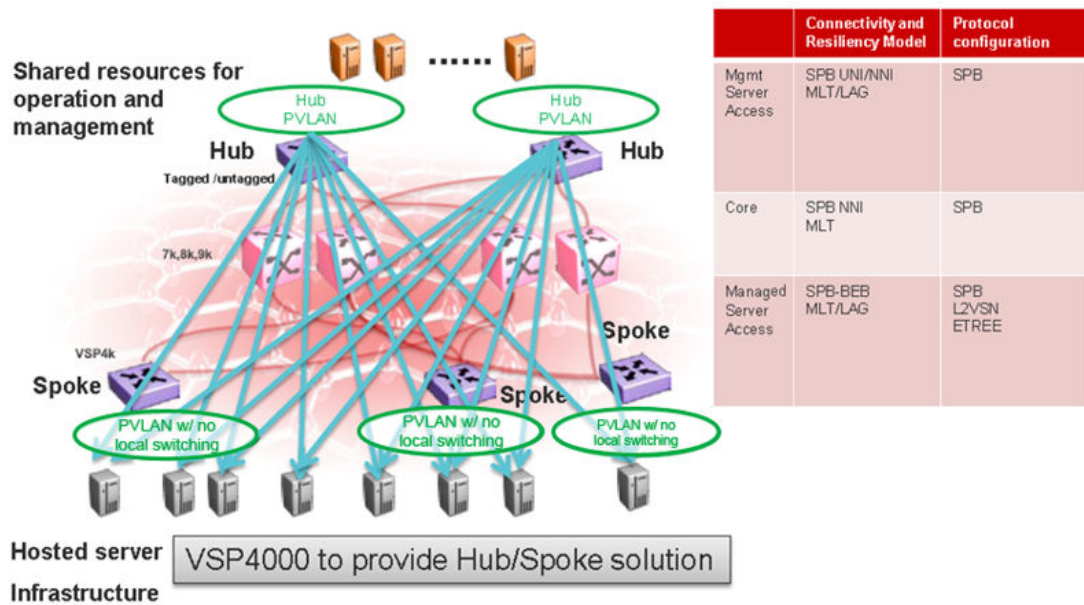 Shared resources for
operation and
management
Hub
PVLAN
Hub
PVLAN
Hub
Hub
Tagged /untagged
7k,8k,9k
VSP4k
Spoke
Spoke
Spoke
PVLAN w/ no
local switching
PVLAN w/ no
local switching
PVLAN w/ no
local switching
Hosted server
Infrastructure
VSP4000 to provide Hub/Spoke solution
Connectivity and
Resiliency Model
Protocol
configuration
Mgmt
Server
Access
SPB UNI/NNI
MLT/LAG
SPB
Core
SPB NNI
MLT
SPB
Managed
Server
Access
SPB-BEB
MLT/LAG
SPB
L2VSN
ETREE